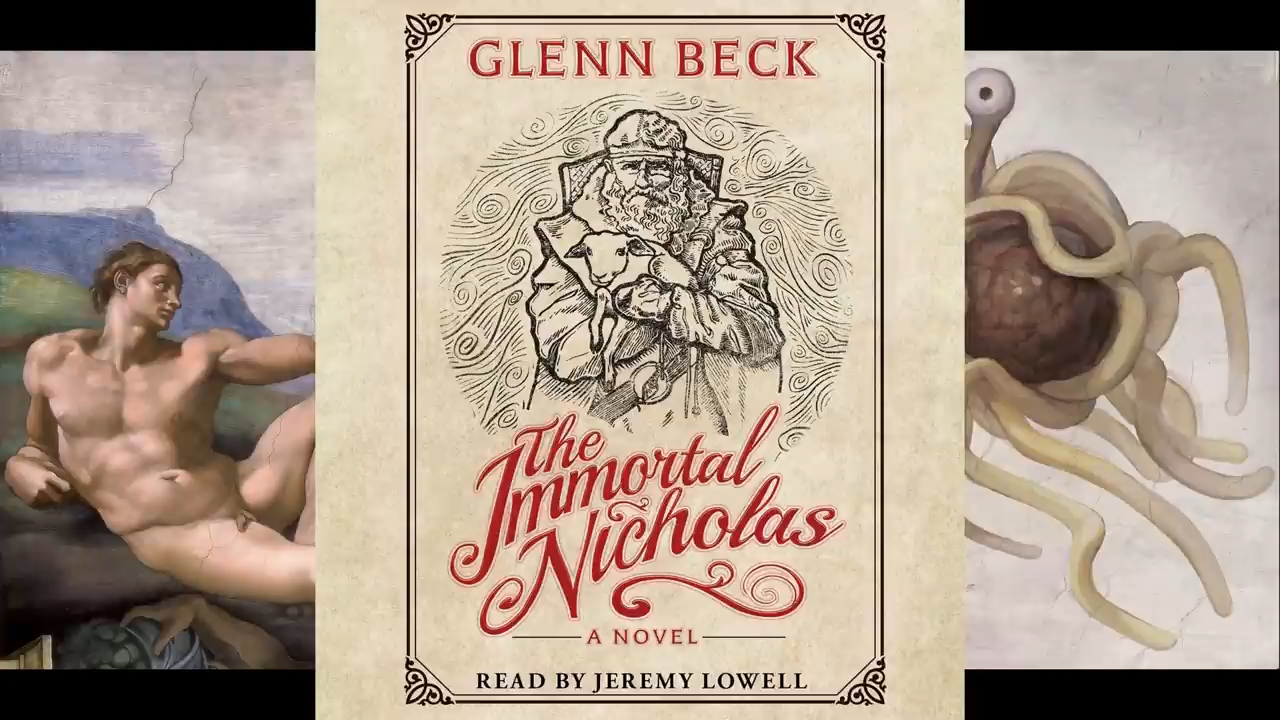 GLENN BECK
The
Immortal
Nicholas
A NOVEL
READ BY JEREMY LOWELL